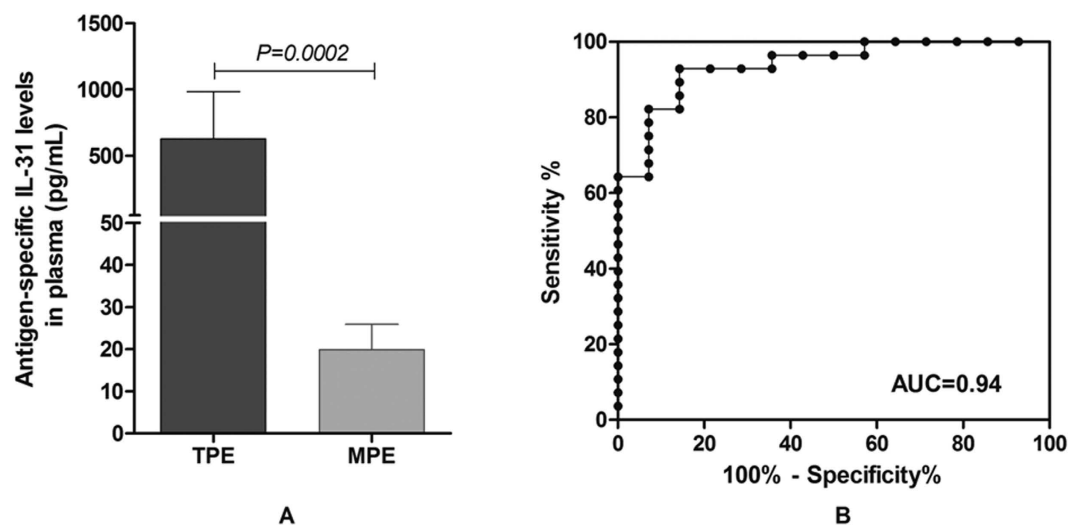 Antigen-specific IL-31 levels
in plasma (pg/mL)
1500
1000
500
50
40
30
20
10
0
P=0.0002
TPE
MPE
A
Sensitivity %
100
80
60
40
20
0
AUC=0.94
0
20
40
60
80
100
100% - Specificity%
B